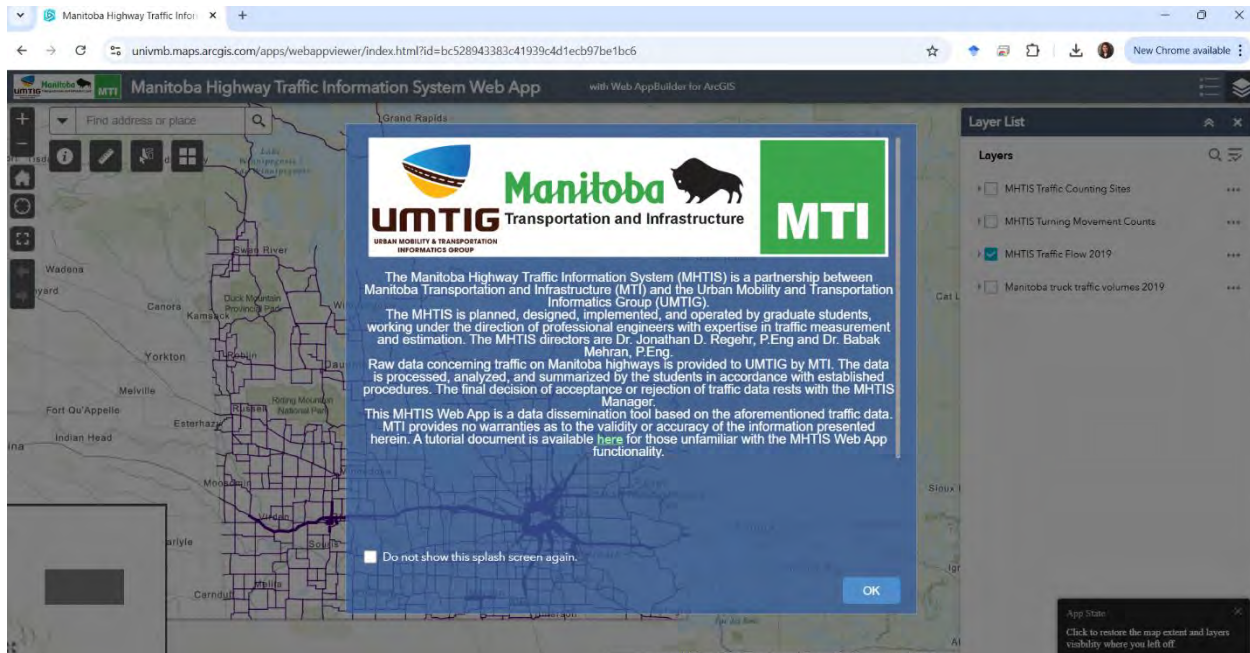 Manitoba Highway Traffic Infor
univmb.maps.arcgis.com/apps/webappviewer/index.html?id=bc528943383c41939c4d1ecb97be1bc6
New Chrome available
UMTIG Manitoba MTI
Manitoba Highway Traffic Information System Web App
with Web AppBuilder for ArcGIS
Find address or place
Layer List
Layers
MHTIS Traffic Counting Sites
MHTIS Turning Movement Counts
MHTIS Traffic Flow 2019
Manitoba truck traffic volumes 2019
UMTIG
URBAN MOBILITY & TRANSPORTATION
INFORMATICS GROUP
Manitoba
Transportation and Infrastructure
MTI
The Manitoba Highway Traffic Information System (MHTIS) is a partnership between
Manitoba Transportation and Infrastructure (MTI) and the Urban Mobility and Transportation
Informatics Group (UMTIG).
The MHTIS is planned, designed, implemented, and operated by graduate students,
working under the direction of professional engineers with expertise in traffic measurement
and estimation. The MHTIS directors are Dr. Jonathan D. Regehr, P.Eng and Dr. Babak
Mehran, P.Eng.
Raw data concerning traffic on Manitoba highways is provided to UMTIG by MTI. The data
is processed, analyzed, and summarized by the students in accordance with established
procedures. The final decision of acceptance or rejection of traffic data rests with the MHTIS
Manager.
This MHTIS Web App is a data dissemination tool based on the aforementioned traffic data.
MTI provides no warranties as to the validity or accuracy of the information presented
herein. A tutorial document is available here for those unfamiliar with the MHTIS Web App
functionality.
Do not show this splash screen again.
OK
Grand Rapids
Lake
Winnipegosis
Swan River
Wadena
Canora
Kamsack
Duck Mountain
Provincial Park
Yorkton
Roblin
Melville
Fort Qu'Appelle
Esterhazy
Russell
Riding Mountain
National Park
Indian Head
Moosomin
Virden
Souris
Carlyle
Melita
Carnduff
Cat L
Sioux
App State
Click to restore the map extent and layers
visibility where you left off.